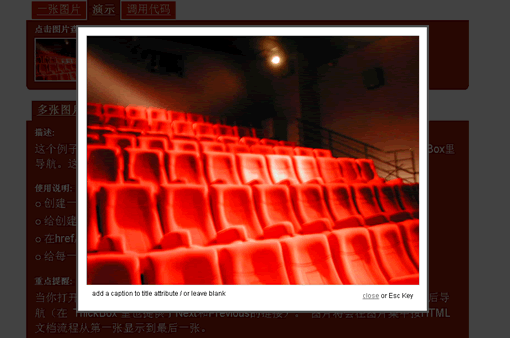 一张图片 演示 调用代码
点击图片查
多张图片
描述:
这个例子 Box里
导航。这
使用说明:
创建一
给创建
在href
给每一
重点提醒:
当你打开 后导
航（在 ThickBox 里也提供了Next和Previous的链接）。 图片将会在图片集中按HTML
文档流程从第一张显示到最后一张。
add a caption to title attribute / or leave blank
close or Esc Key